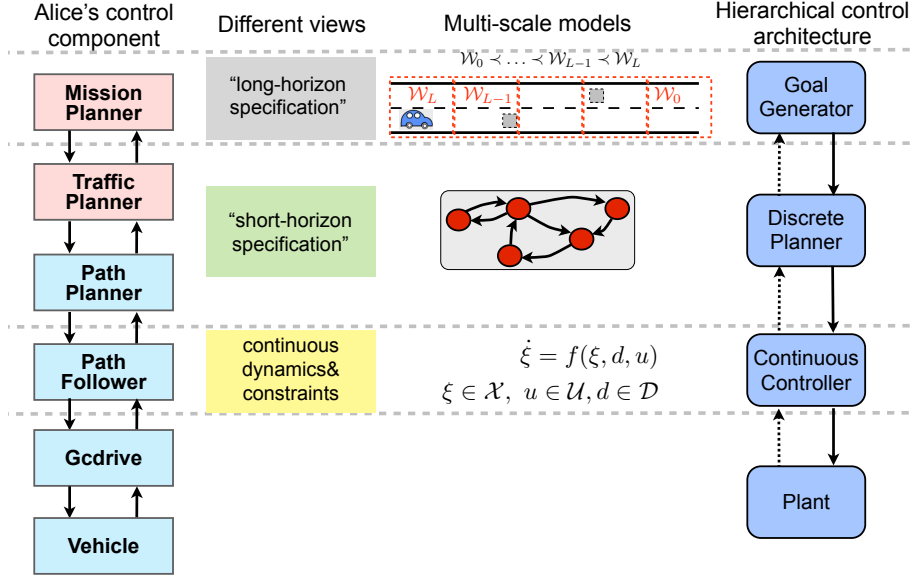 Alice's control
component
Different views
Multi-scale models
Hierarchical control
architecture
Mission
Planner
"long-horizon
specification"
𝒲₀ ≺ … ≺ 𝒲_{L−1} ≺ 𝒲_L
𝒲_L 𝒲_{L−1} 𝒲₀
Goal
Generator
Traffic
Planner
"short-horizon
specification"
Discrete
Planner
Path
Planner
Path
Follower
continuous
dynamics&
constraints
ξ̇ = f(ξ, d, u)
ξ ∈ 𝒳, u ∈ 𝒰, d ∈ 𝒟
Continuous
Controller
Gcdrive
Plant
Vehicle